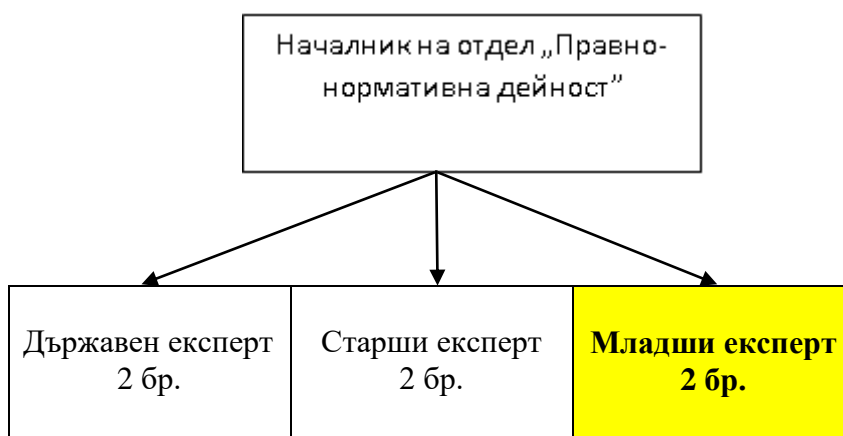 Началник на отдел „Правно-
нормативна дейност”
Държавен експерт
2 бр.
Старши експерт
2 бр.
Младши експерт
2 бр.